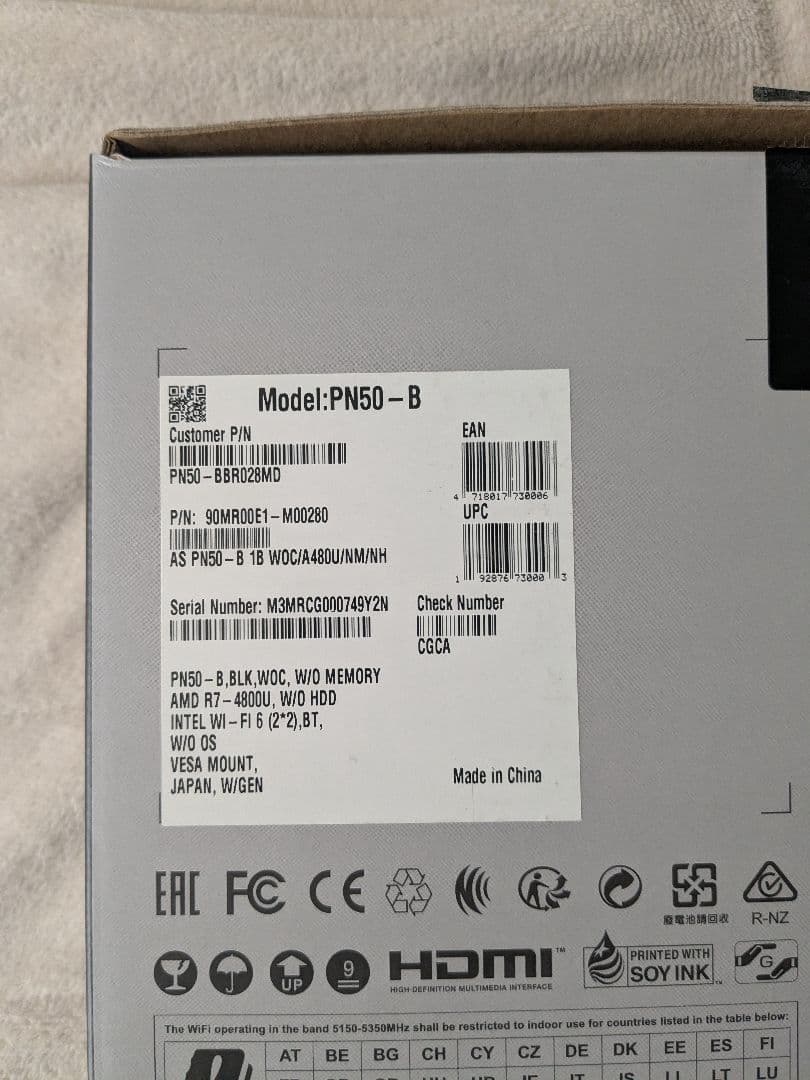 Model:PN50-B
Customer P/N
PN50-BBR028MD
EAN
4 718017 730006
P/N: 90MR00E1-M00280
UPC
AS PN50-B 1B WOC/A480U/NM/NH
1 92876 73000 3
Serial Number: M3MRCG000749Y2N
Check Number
CGCA
PN50-B,BLK,WOC, W/O MEMORY
AMD R7-4800U, W/O HDD
INTEL WI-FI 6 (2*2),BT,
W/O OS
VESA MOUNT,
JAPAN, W/GEN
Made in China
EAC FC CE
廢電池請回收
R-NZ
UP
9
HDMI™
HIGH-DEFINITION MULTIMEDIA INTERFACE
PRINTED WITH
SOY INK™
G
The WiFi operating in the band 5150-5350MHz shall be restricted to indoor use for countries listed in the table below:
AT BE BG CH CY CZ DE DK EE ES FI
IT IS LI LT LU